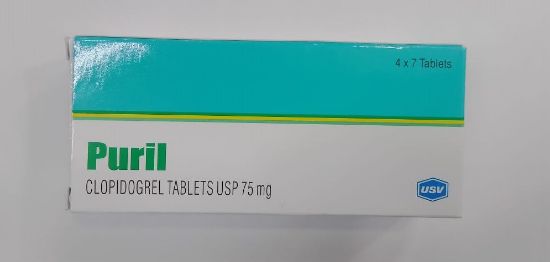 4 x 7 Tablets
Puril
CLOPIDOGREL TABLETS USP 75 mg
USV